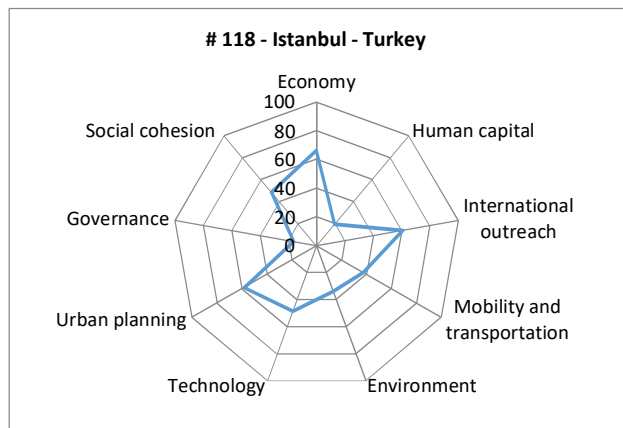 # 118 - Istanbul - Turkey
Economy
100
80
60
40
20
0
Human capital
International
outreach
Mobility and
transportation
Environment
Technology
Urban planning
Governance
Social cohesion